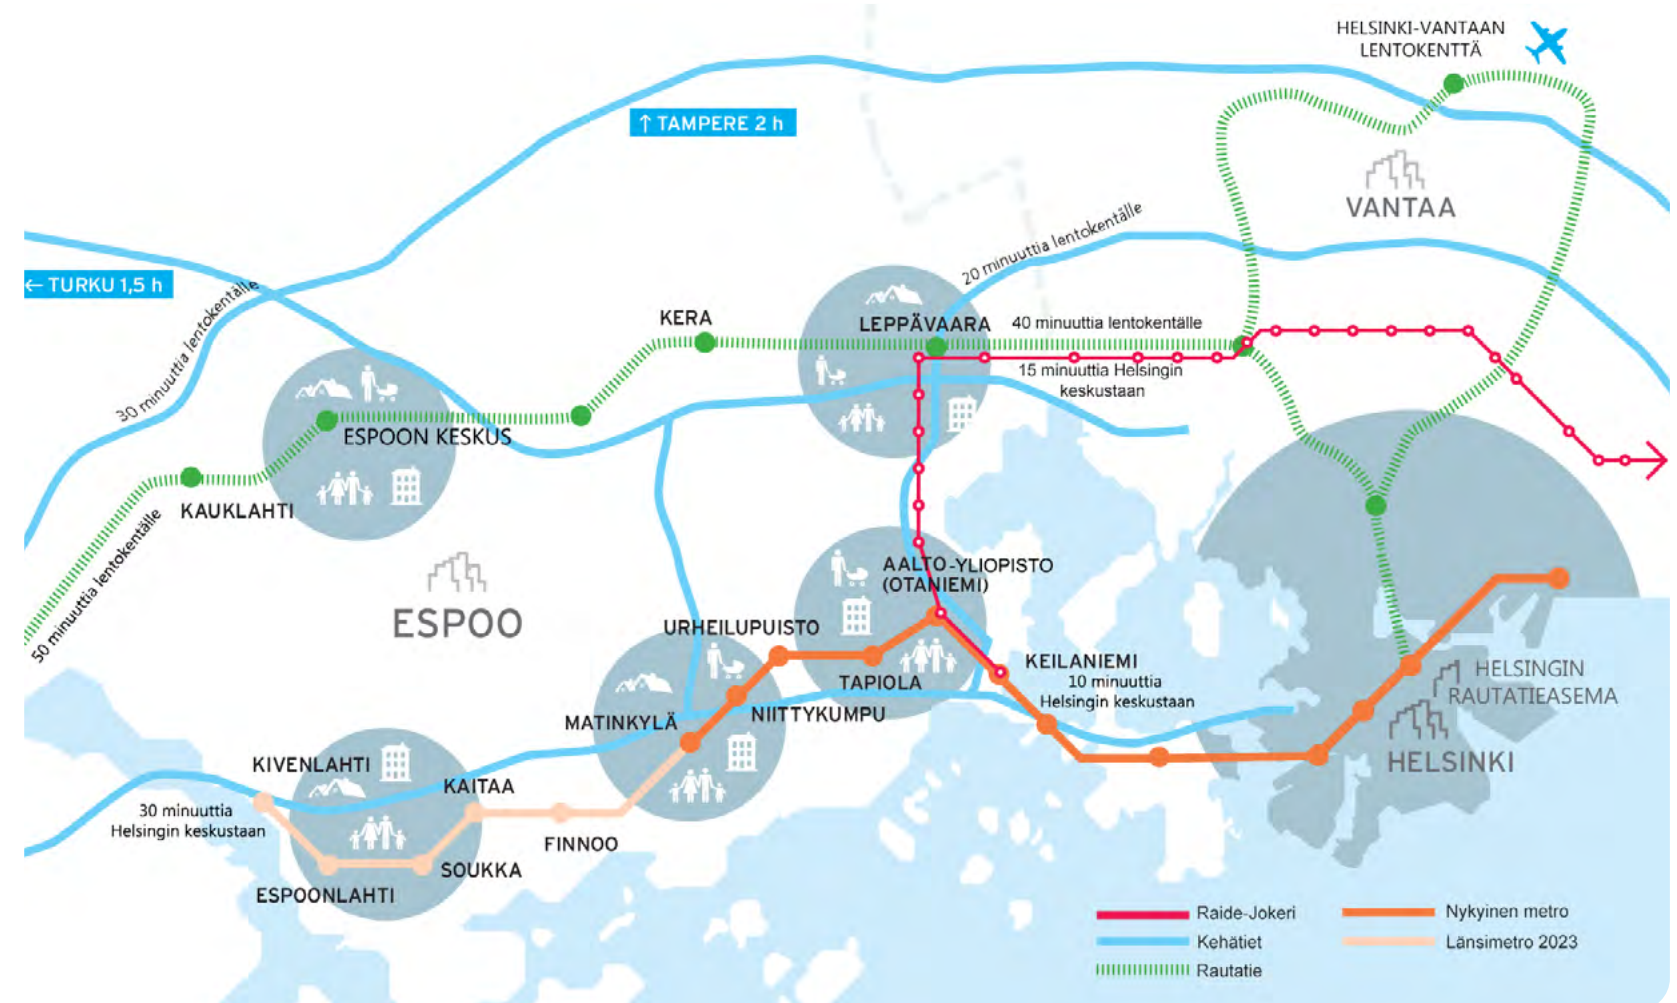 HELSINKI-VANTAAN
LENTOKENTTÄ
↑ TAMPERE 2 h
VANTAA
20 minuuttia lentokentälle
← TURKU 1,5 h
30 minuuttia lentokentälle
KERA
LEPPÄVAARA
40 minuuttia lentokentälle
15 minuuttia Helsingin
keskustaan
ESPOON KESKUS
KAUKLAHTI
50 minuuttia lentokentälle
ESPOO
AALTO-YLIOPISTO
(OTANIEMI)
URHEILUPUISTO
TAPIOLA
KEILANIEMI
10 minuuttia
Helsingin keskustaan
HELSINGIN
RAUTATIEASEMA
MATINKYLÄ
NIITTYKUMPU
HELSINKI
KIVENLAHTI
KAITAA
30 minuuttia
Helsingin keskustaan
FINNOO
SOUKKA
ESPOONLAHTI
Raide-Jokeri
Nykyinen metro
Kehätiet
Länsimetro 2023
Rautatie